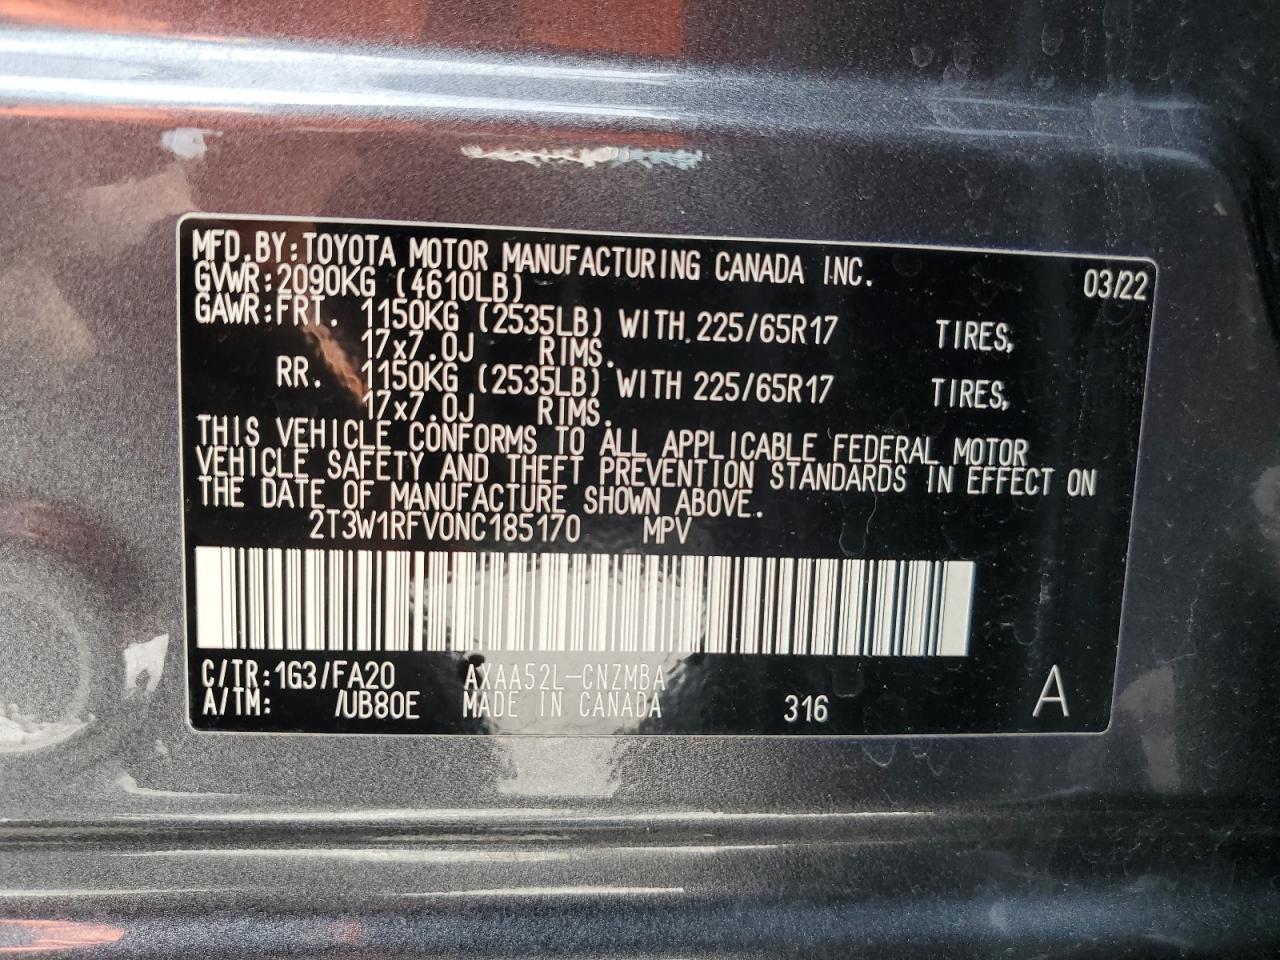 MFD.BY:TOYOTA MOTOR MANUFACTURING CANADA INC. 03/22
GVWR:2090KG (4610LB)
GAWR:FRT. 1150KG (2535LB) WITH 225/65R17 TIRES,
17x7.0J RIMS.
RR. 1150KG (2535LB) WITH 225/65R17 TIRES,
17x7.0J RIMS.
THIS VEHICLE CONFORMS TO ALL APPLICABLE FEDERAL MOTOR
VEHICLE SAFETY AND THEFT PREVENTION STANDARDS IN EFFECT ON
THE DATE OF MANUFACTURE SHOWN ABOVE.
2T3W1RFV0NC185170 MPV
C/TR:1G3/FA20 AXAA52L-CNZMBA
A/TM: /UB80E MADE IN CANADA 316 A